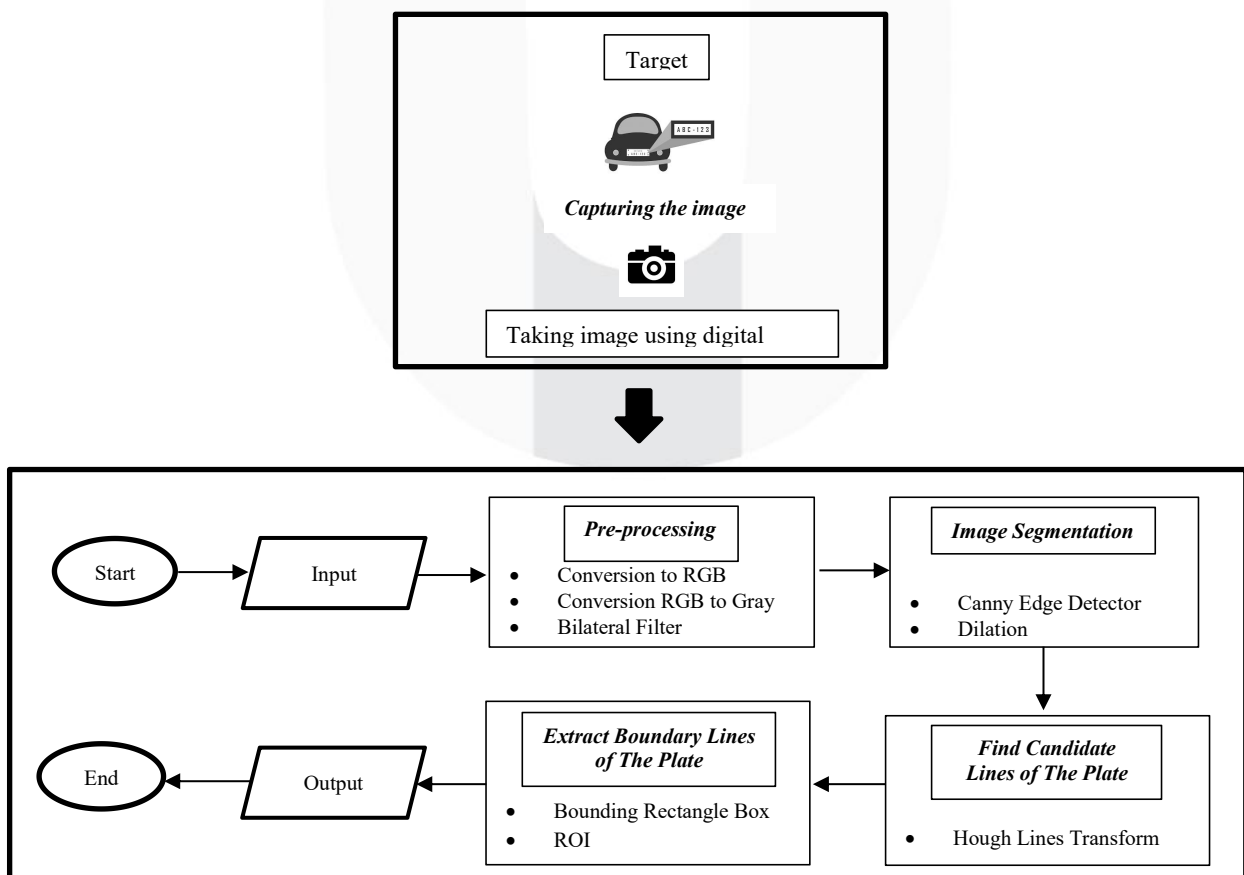 Target
ABC-123
Capturing the image
Taking image using digital
Start
Input
Pre-processing
• Conversion to RGB
• Conversion RGB to Gray
• Bilateral Filter
Image Segmentation
• Canny Edge Detector
• Dilation
Find Candidate
Lines of The Plate
• Hough Lines Transform
Extract Boundary Lines
of The Plate
• Bounding Rectangle Box
• ROI
Output
End